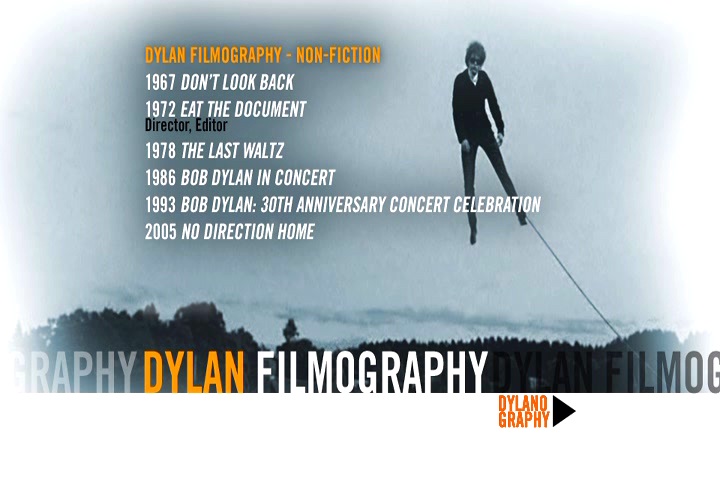 DYLAN FILMOGRAPHY - NON-FICTION
1967 DON'T LOOK BACK
1972 EAT THE DOCUMENT
Director, Editor
1978 THE LAST WALTZ
1986 BOB DYLAN IN CONCERT
1993 BOB DYLAN: 30TH ANNIVERSARY CONCERT CELEBRATION
2005 NO DIRECTION HOME
GRAPHY DYLAN FILMOGRAPHY DYLAN FILMOG
DYLANO
GRAPHY